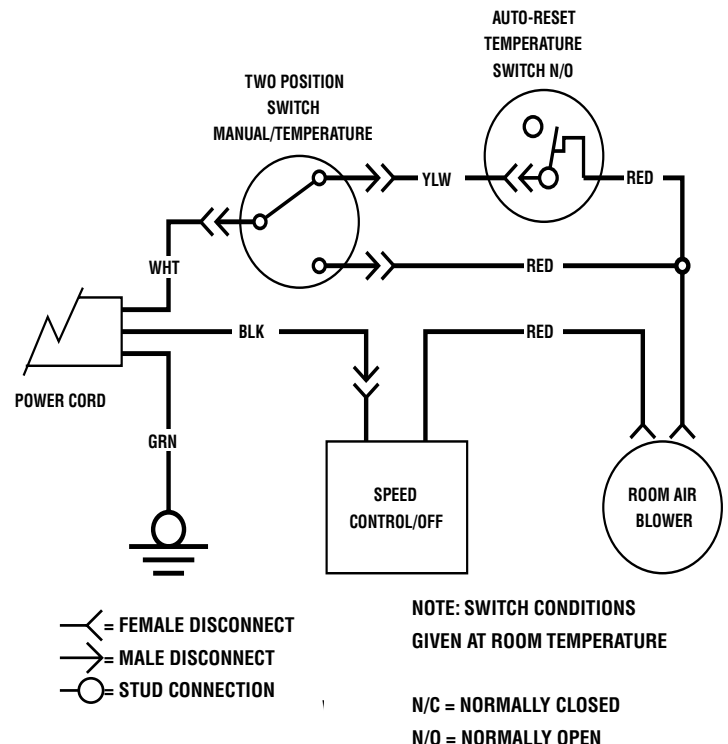 AUTO-RESET
TEMPERATURE
SWITCH N/O
TWO POSITION
SWITCH
MANUAL/TEMPERATURE
YLW
RED
WHT
RED
BLK
RED
POWER CORD
GRN
SPEED
CONTROL/OFF
ROOM AIR
BLOWER
= FEMALE DISCONNECT
= MALE DISCONNECT
= STUD CONNECTION
NOTE: SWITCH CONDITIONS
GIVEN AT ROOM TEMPERATURE
N/C = NORMALLY CLOSED
N/O = NORMALLY OPEN